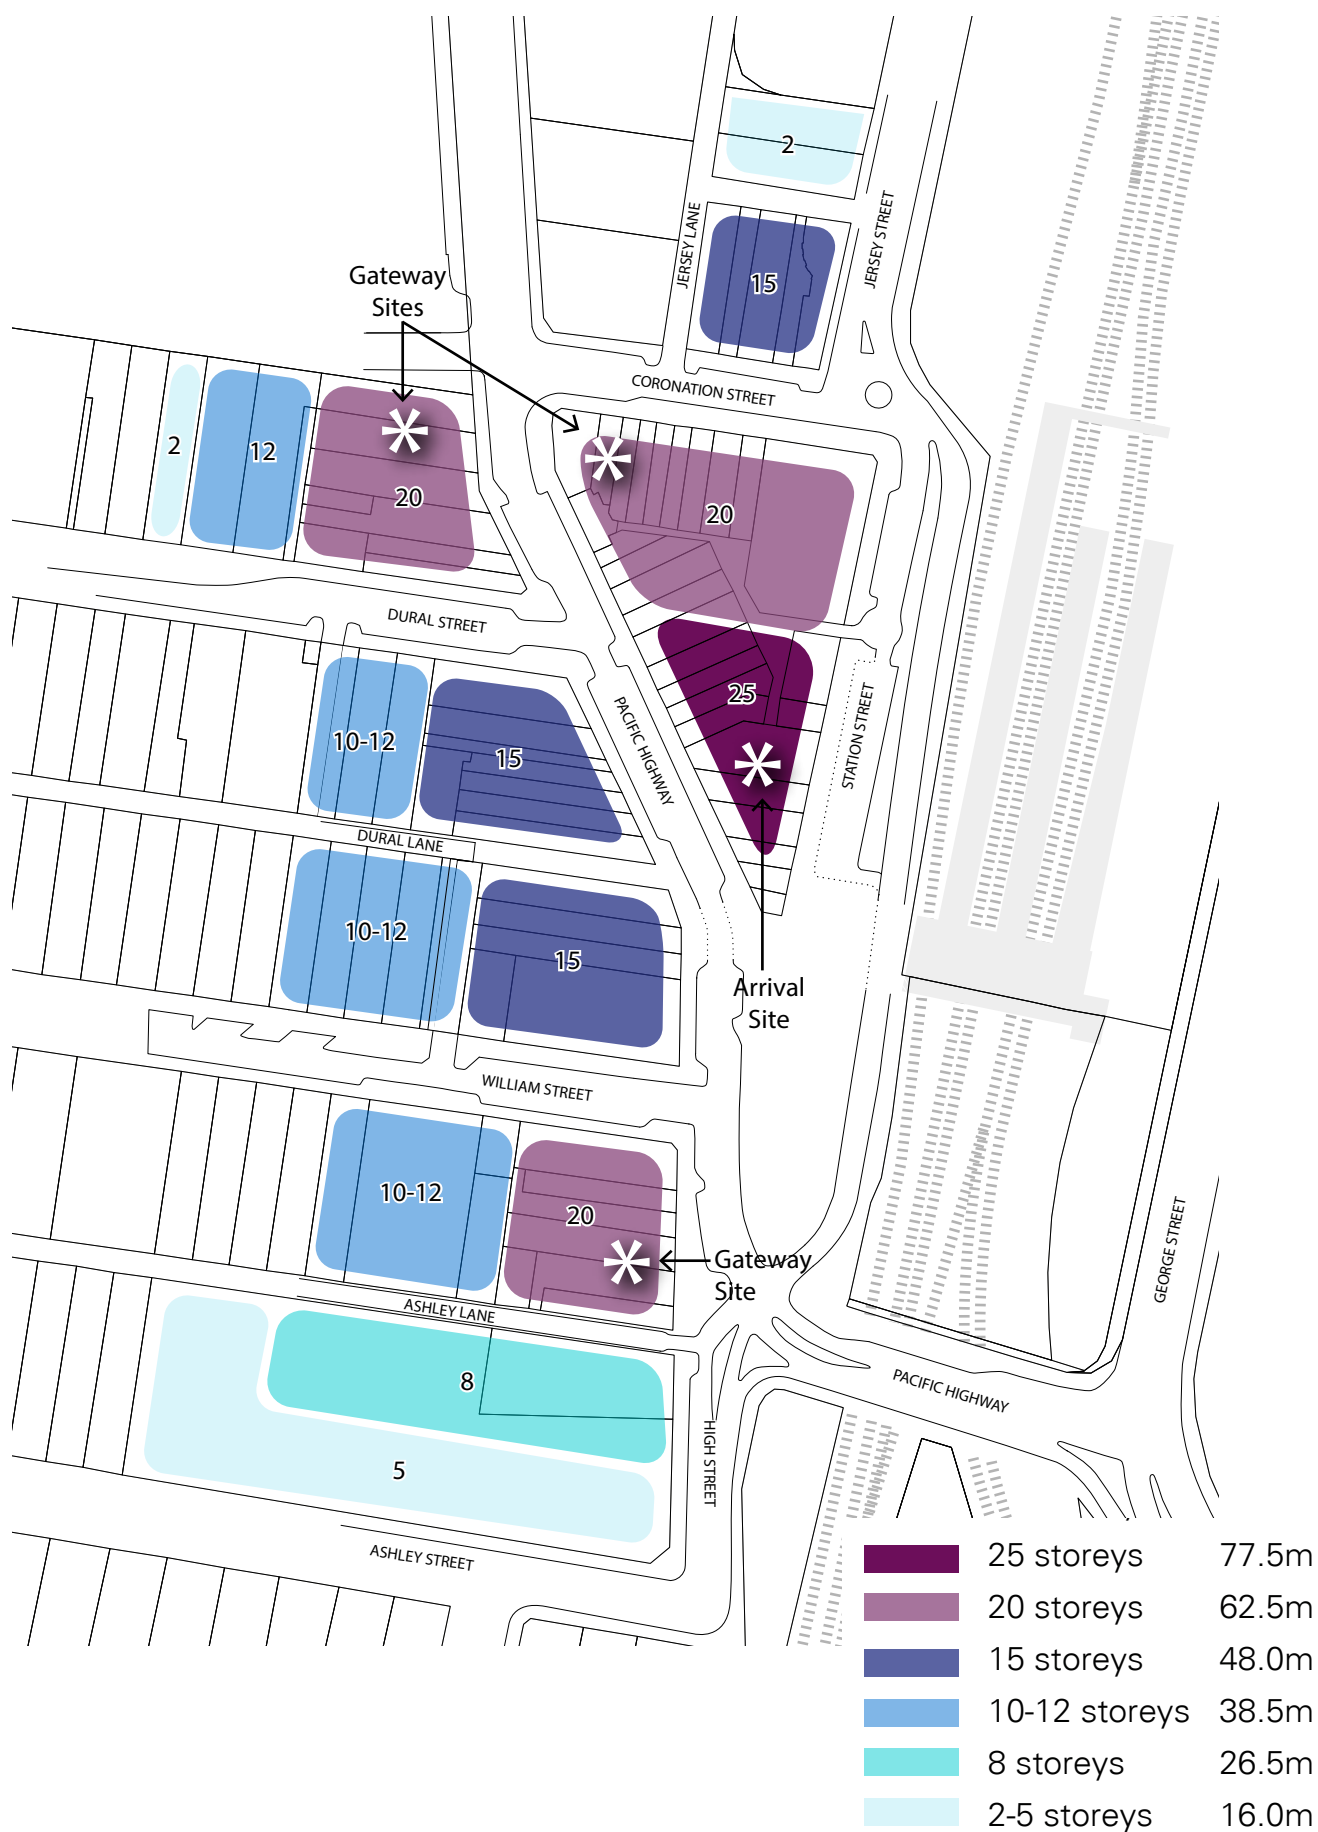 2
JERSEY LANE
JERSEY STREET
15
Gateway
Sites
CORONATION STREET
2
12
20
20
DURAL STREET
PACIFIC HIGHWAY
25
STATION STREET
10-12
15
DURAL LANE
10-12
15
Arrival
Site
WILLIAM STREET
10-12
20
Gateway
Site
GEORGE STREET
ASHLEY LANE
8
PACIFIC HIGHWAY
HIGH STREET
5
ASHLEY STREET
25 storeys 77.5m
20 storeys 62.5m
15 storeys 48.0m
10-12 storeys 38.5m
8 storeys 26.5m
2-5 storeys 16.0m